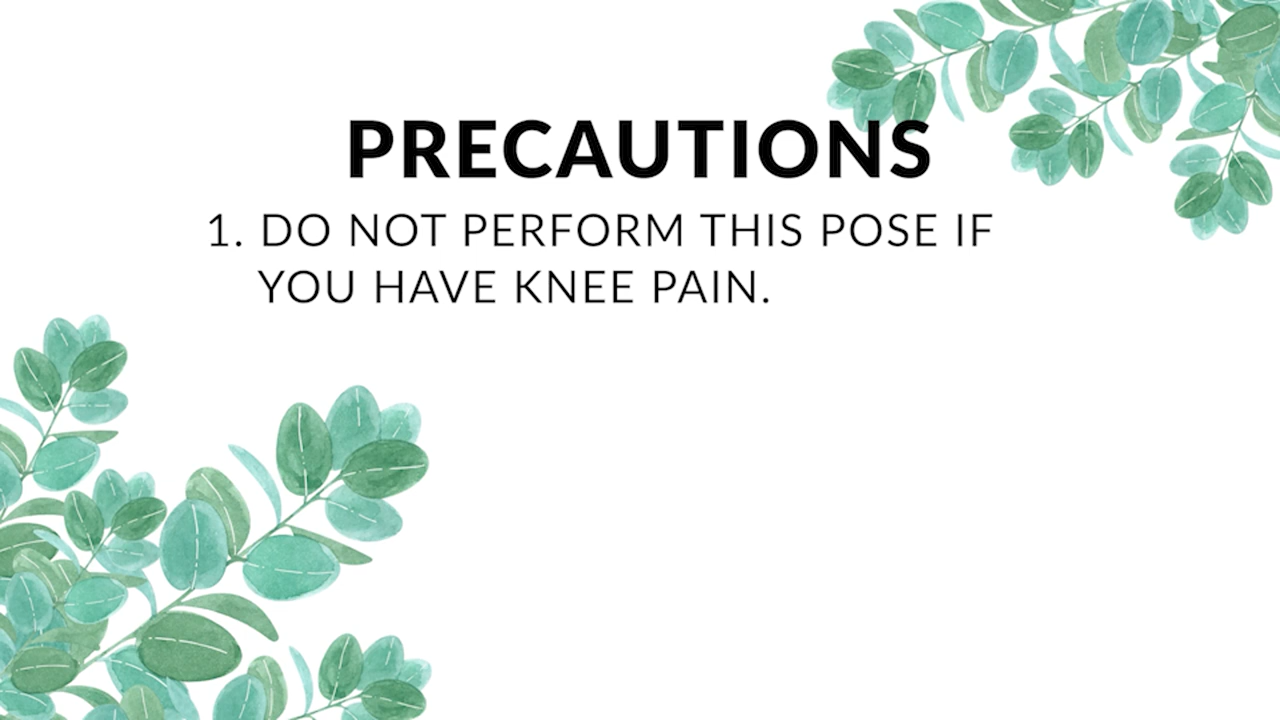 PRECAUTIONS
1. DO NOT PERFORM THIS POSE IF
YOU HAVE KNEE PAIN.